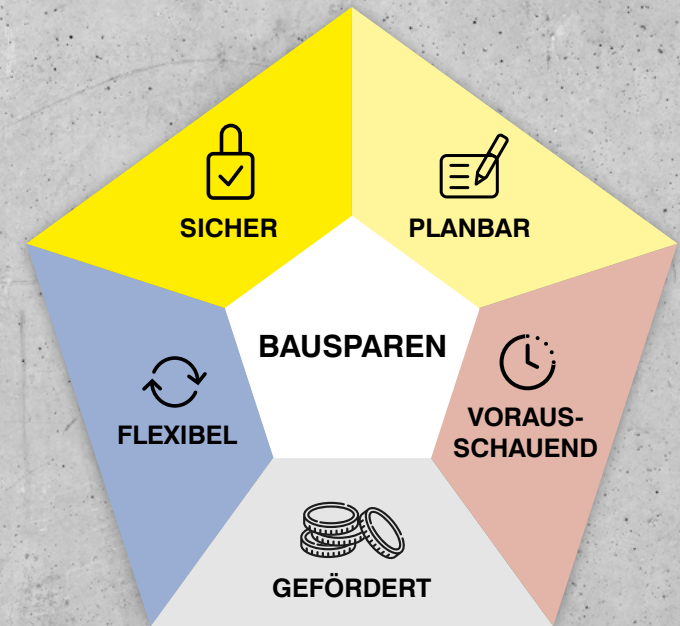 SICHER
PLANBAR
BAUSPAREN
FLEXIBEL
VORAUS-
SCHAUEND
GEFÖRDERT